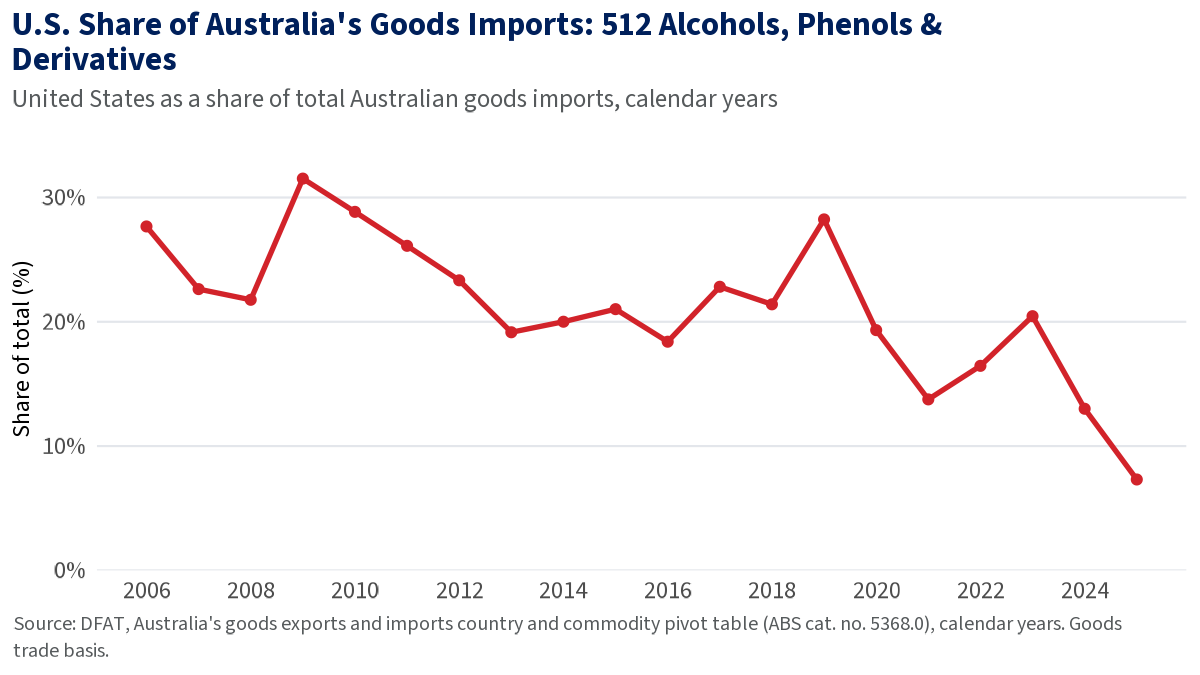 U.S. Share of Australia's Goods Imports: 512 Alcohols, Phenols &
Derivatives
United States as a share of total Australian goods imports, calendar years
Share of total (%)
30%
20%
10%
0%
2006 2008 2010 2012 2014 2016 2018 2020 2022 2024
Source: DFAT, Australia's goods exports and imports country and commodity pivot table (ABS cat. no. 5368.0), calendar years. Goods
trade basis.